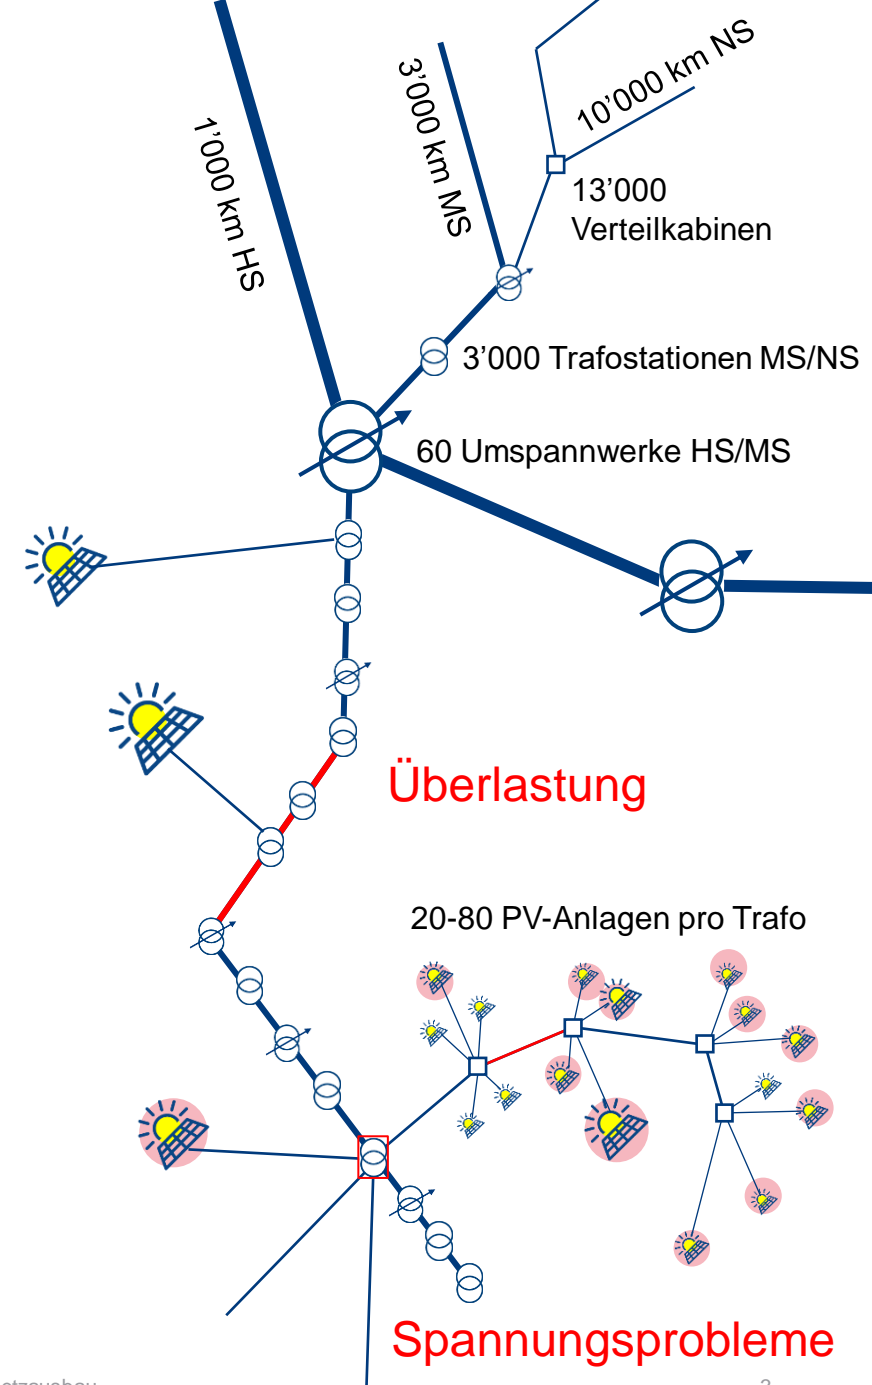 10’000 km NS
3’000 km MS
1’000 km HS
13’000
Verteilkabinen
3’000 Trafostationen MS/NS
60 Umspannwerke HS/MS
Überlastung
20-80 PV-Anlagen pro Trafo
Spannungsprobleme